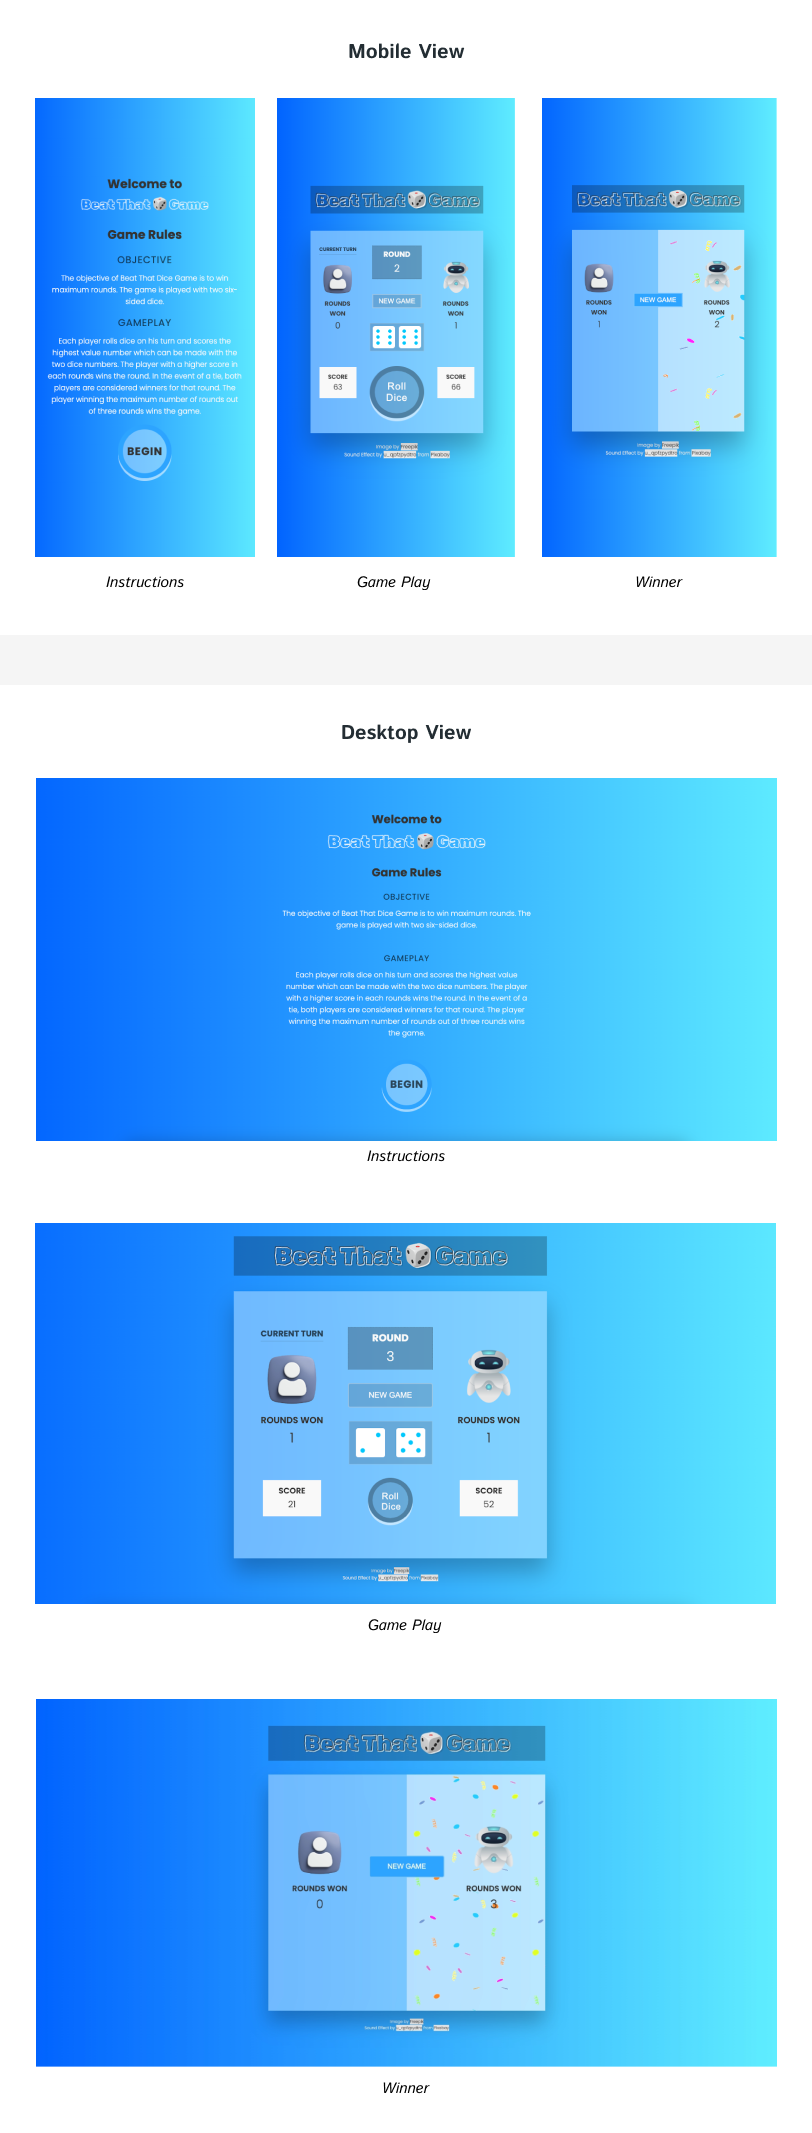 Mobile View
Welcome to
Beat That Game
Game Rules
OBJECTIVE
The objective of Beat That Dice Game is to win
maximum rounds. The game is played with two six-
sided dice.
GAMEPLAY
Each player rolls dice on his turn and scores the
highest value number which can be made with the
two dice numbers. The player with a higher score in
each rounds wins the round. In the event of a tie, both
players are considered winners for that round. The
player winning the maximum number of rounds out
of three rounds wins the game.
BEGIN
Instructions
Beat That Game
CURRENT TURN
ROUND
2
ROUNDS
WON
0
NEW GAME
ROUNDS
WON
1
SCORE
63
Roll
Dice
SCORE
66
Image by Freepik
Sound Effect by from Pixabay
Game Play
Beat That Game
ROUNDS
WON
1
NEW GAME
ROUNDS
WON
2
Image by Freepik
Sound Effect by from Pixabay
Winner
Desktop View
Welcome to
Beat That Game
Game Rules
OBJECTIVE
The objective of Beat That Dice Game is to win maximum rounds. The
game is played with two six-sided dice.
GAMEPLAY
Each player rolls dice on his turn and scores the highest value
number which can be made with the two dice numbers. The player
with a higher score in each rounds wins the round. In the event of a
tie, both players are considered winners for that round. The player
winning the maximum number of rounds out of three rounds wins
the game.
BEGIN
Instructions
Beat That Game
CURRENT TURN
ROUND
3
NEW GAME
ROUNDS WON
1
ROUNDS WON
1
SCORE
21
Roll
Dice
SCORE
52
Image by Freepik
Sound Effect by from Pixabay
Game Play
Beat That Game
NEW GAME
ROUNDS WON
0
ROUNDS WON
3
Image by Freepik
Sound Effect by from Pixabay
Winner